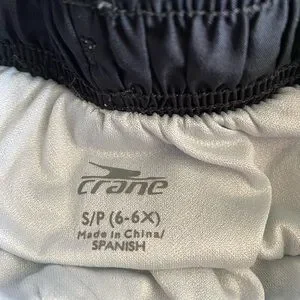 crane
S/P (6-6X)
Made in China/
SPANISH